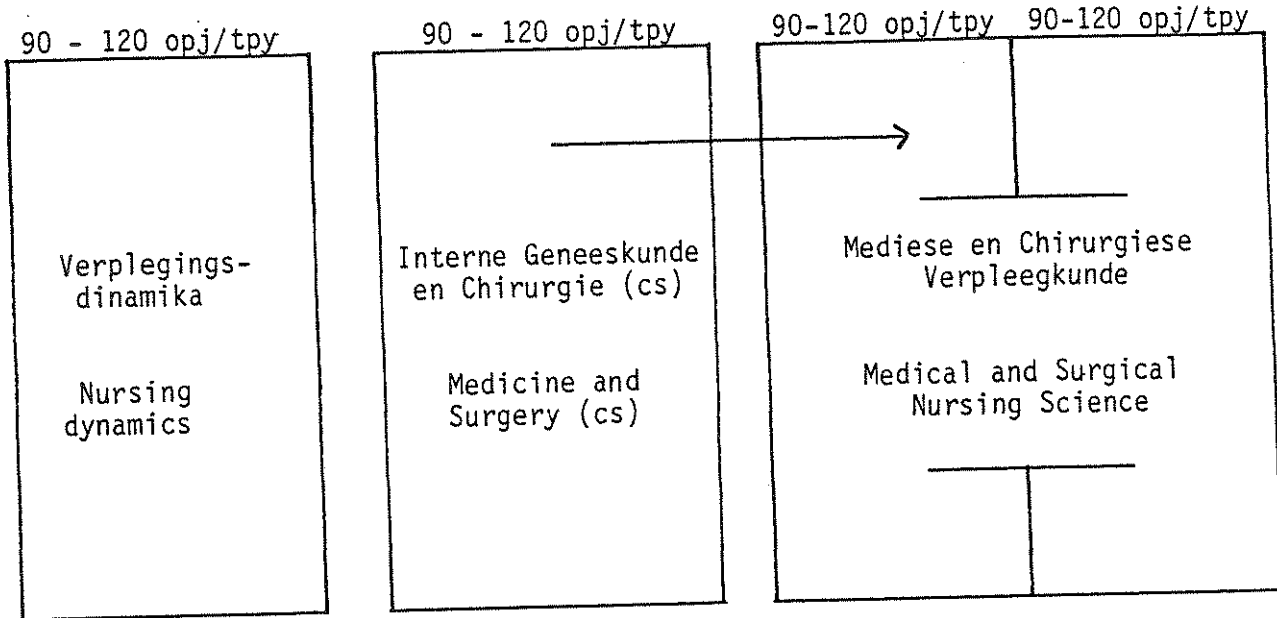 90 - 120 opj/tpy
90 - 120 opj/tpy
90-120 opj/tpy 90-120 opj/tpy
Verplegings-
dinamika
Nursing
dynamics
Interne Geneeskunde
en Chirurgie (cs)
Medicine and
Surgery (cs)
Mediese en Chirurgiese
Verpleegkunde
Medical and Surgical
Nursing Science